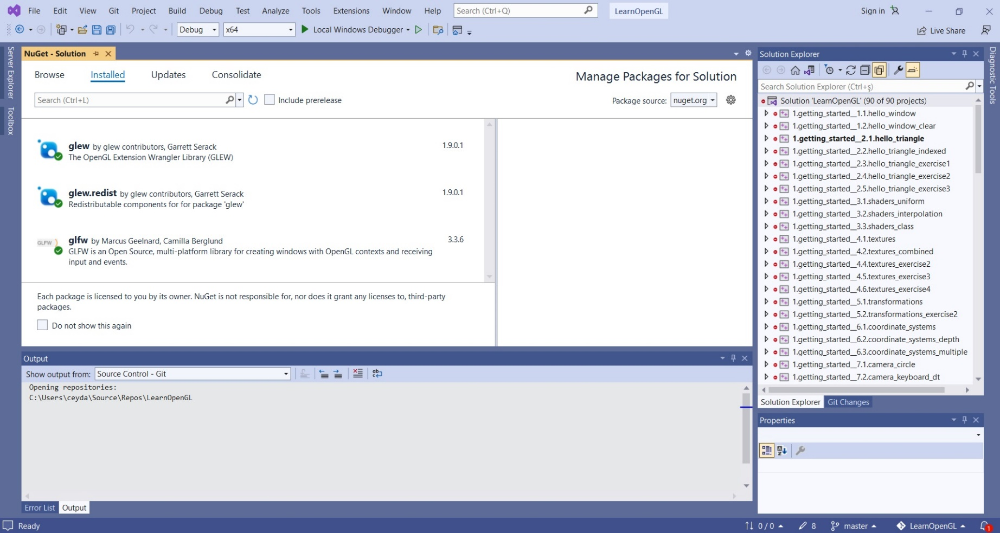 File Edit View Git Project Build Debug Test Analyze Tools Extensions Window Help Search (Ctrl+Q) LearnOpenGL Sign in
Debug x64 Local Windows Debugger Live Share
Server Explorer
Toolbox
NuGet - Solution
Browse Installed Updates Consolidate Manage Packages for Solution
Search (Ctrl+L) Include prerelease Package source: nuget.org
glew by glew contributors, Garrett Serack 1.9.0.1
The OpenGL Extension Wrangler Library (GLEW)
glew.redist by glew contributors, Garrett Serack 1.9.0.1
Redistributable components for for package 'glew'
GLFW
glfw by Marcus Geelnard, Camilla Berglund 3.3.6
GLFW is an Open Source, multi-platform library for creating windows with OpenGL contexts and receiving
input and events.
Each package is licensed to you by its owner. NuGet is not responsible for, nor does it grant any licenses to, third-party
packages.
Do not show this again
Output
Show output from: Source Control - Git
Opening repositories:
C:\Users\ceyda\Source\Repos\LearnOpenGL
Error List Output
Solution Explorer
Search Solution Explorer (Ctrl+ş)
Solution 'LearnOpenGL' (90 of 90 projects)
1.getting_started__1.1.hello_window
1.getting_started__1.2.hello_window_clear
1.getting_started__2.1.hello_triangle
1.getting_started__2.2.hello_triangle_indexed
1.getting_started__2.3.hello_triangle_exercise1
1.getting_started__2.4.hello_triangle_exercise2
1.getting_started__2.5.hello_triangle_exercise3
1.getting_started__3.1.shaders_uniform
1.getting_started__3.2.shaders_interpolation
1.getting_started__3.3.shaders_class
1.getting_started__4.1.textures
1.getting_started__4.2.textures_combined
1.getting_started__4.4.textures_exercise2
1.getting_started__4.5.textures_exercise3
1.getting_started__4.6.textures_exercise4
1.getting_started__5.1.transformations
1.getting_started__5.2.transformations_exercise2
1.getting_started__6.1.coordinate_systems
1.getting_started__6.2.coordinate_systems_depth
1.getting_started__6.3.coordinate_systems_multiple
1.getting_started__7.1.camera_circle
1.getting_started__7.2.camera_keyboard_dt
Solution Explorer Git Changes
Properties
Diagnostic Tools
Ready 0 / 0 8 master LearnOpenGL 1